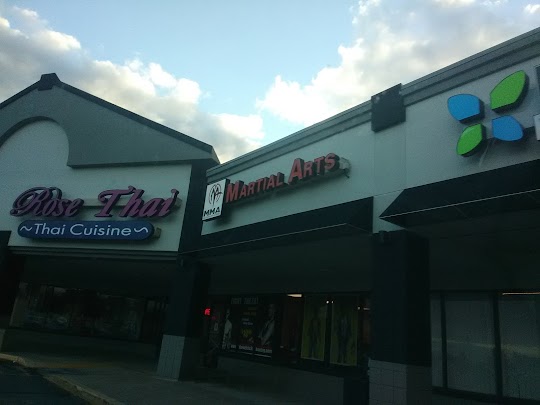 Rose Thai
~Thai Cuisine~
MMA
MARTIAL ARTS